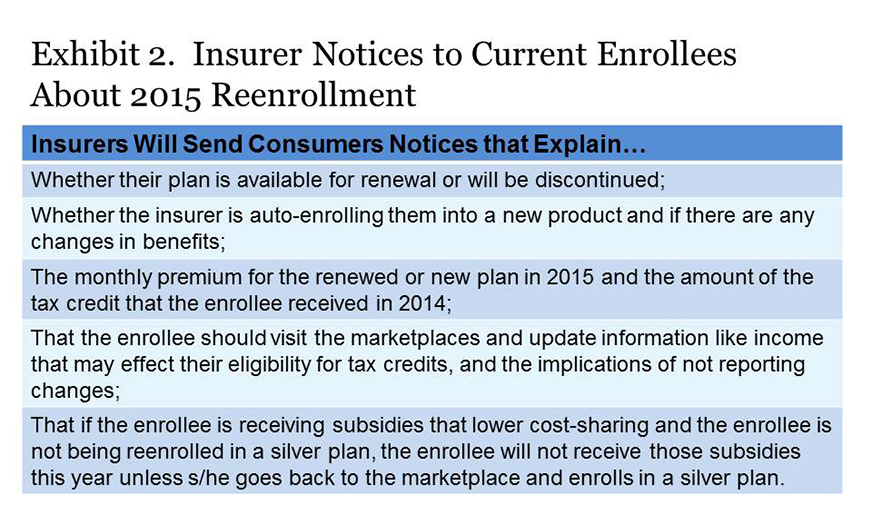 Exhibit 2.  Insurer Notices to Current Enrollees
About 2015 Reenrollment
Insurers Will Send Consumers Notices that Explain…
Whether their plan is available for renewal or will be discontinued;
Whether the insurer is auto-enrolling them into a new product and if there are any
changes in benefits;
The monthly premium for the renewed or new plan in 2015 and the amount of the
tax credit that the enrollee received in 2014;
That the enrollee should visit the marketplaces and update information like income
that may effect their eligibility for tax credits, and the implications of not reporting
changes;
That if the enrollee is receiving subsidies that lower cost-sharing and the enrollee is
not being reenrolled in a silver plan, the enrollee will not receive those subsidies
this year unless s/he goes back to the marketplace and enrolls in a silver plan.